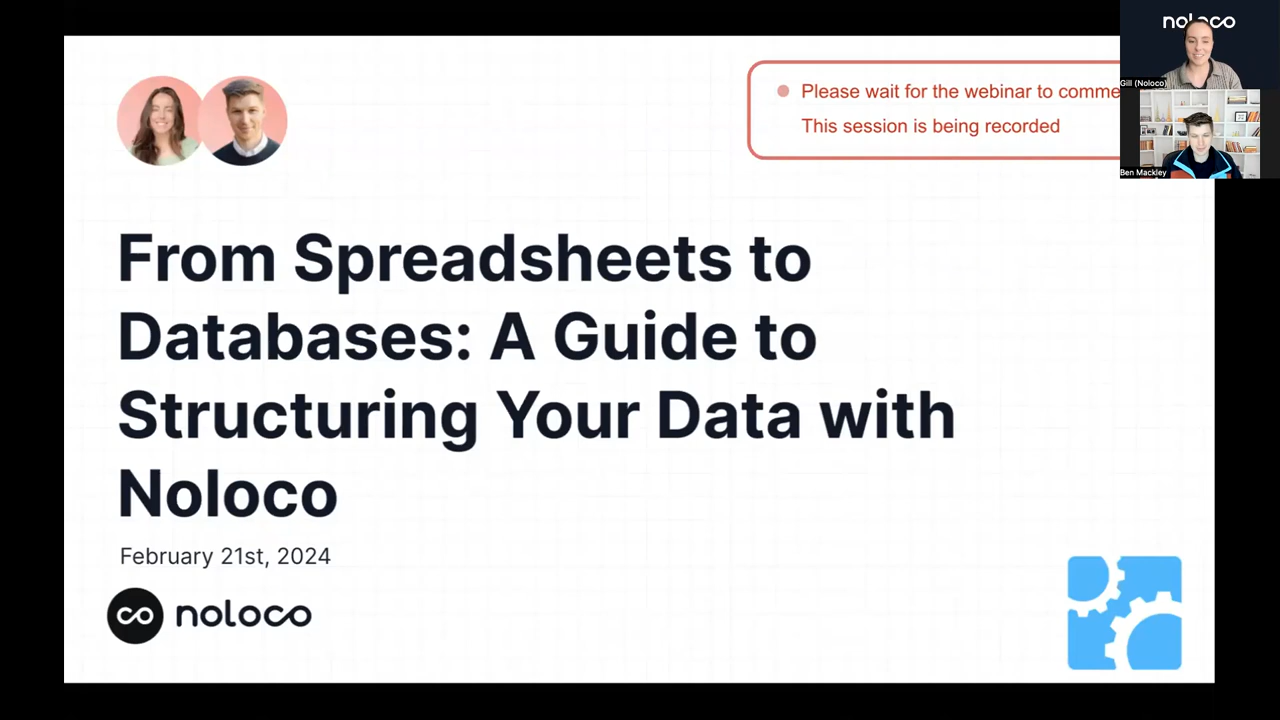 noloco
Gill (Noloco)
Please wait for the webinar to comme
This session is being recorded
Ben Mackley
From Spreadsheets to
Databases: A Guide to
Structuring Your Data with
Noloco
February 21st, 2024
noloco